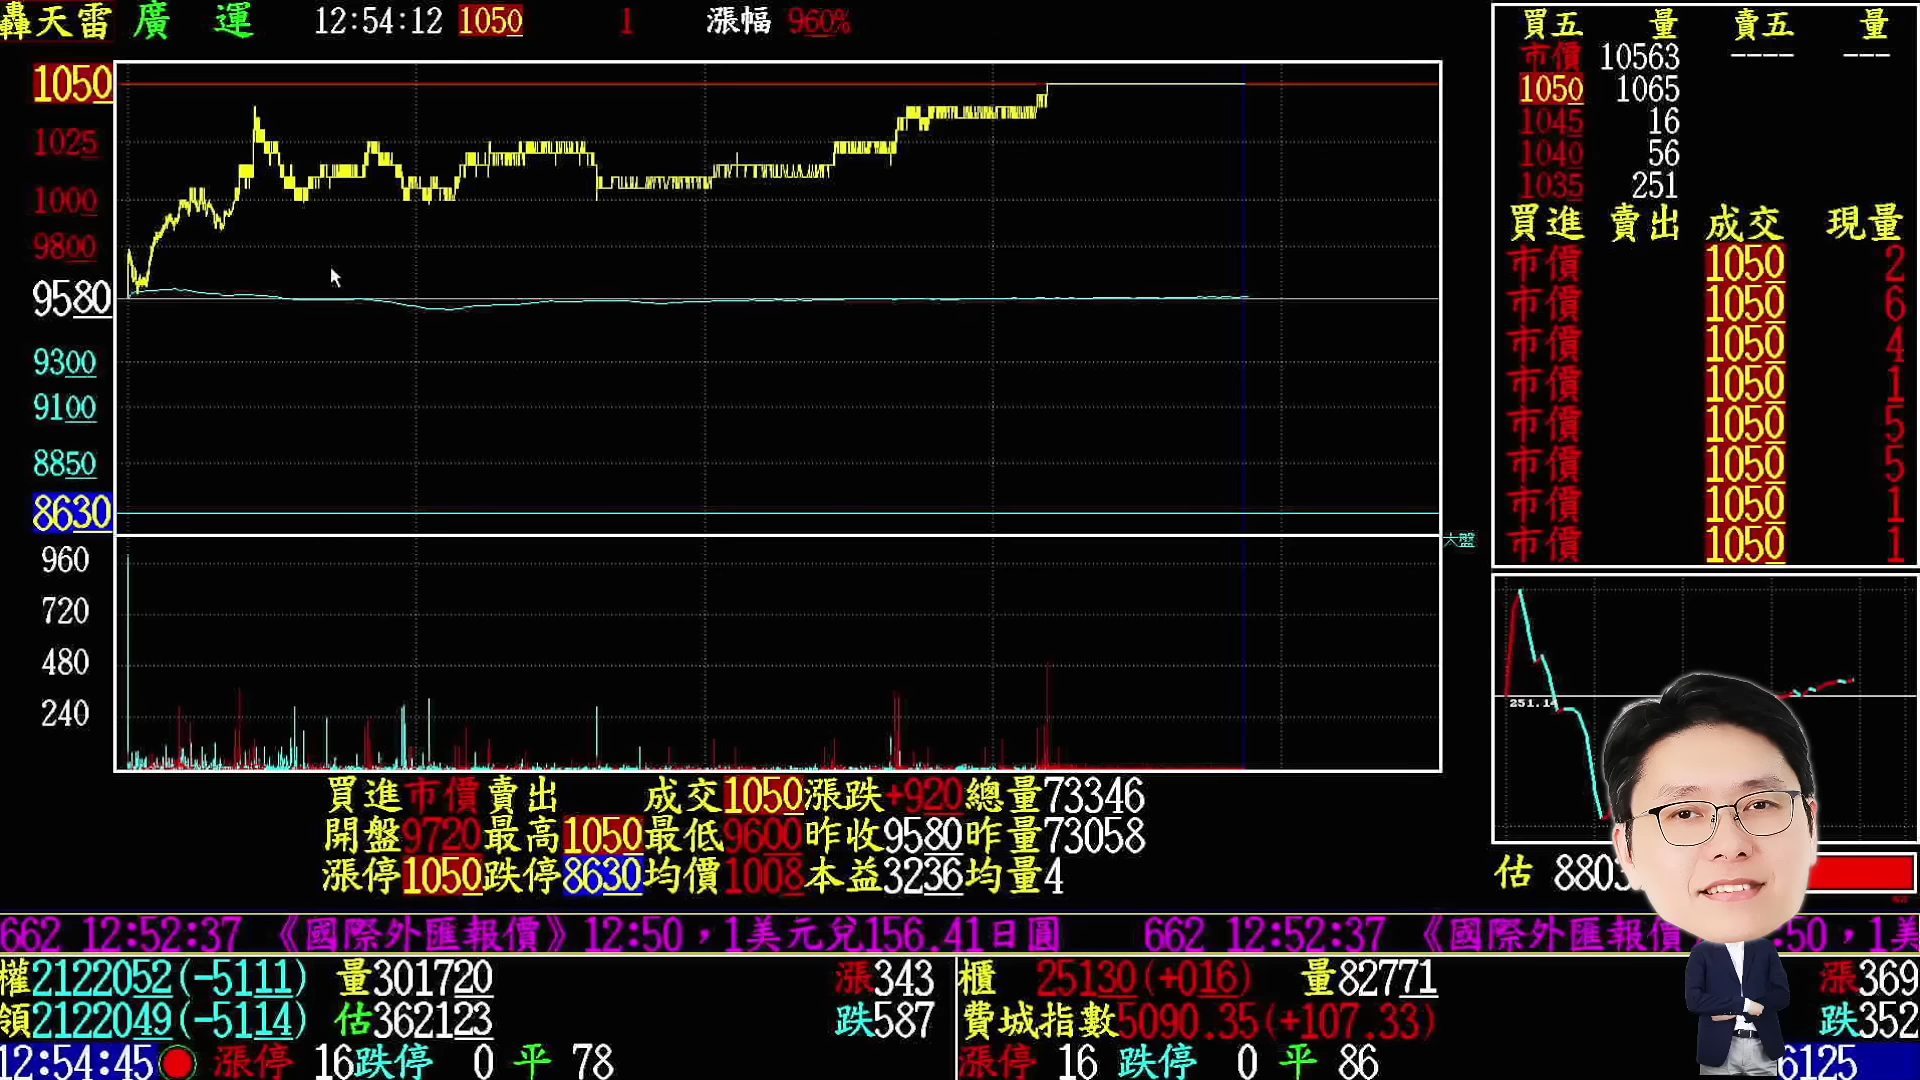 轟天雷 廣 運 12:54:12 1050 1 漲幅 960%
1050
1025
1000
9800
9580
9300
9100
8850
8630
960
720
480
240
大盤
買五 量 賣五 量
市價 10563 ---- ---
1050 1065
1045 16
1040 56
1035 251
買進 賣出 成交 現量
市價 1050 2
市價 1050 6
市價 1050 4
市價 1050 1
市價 1050 5
市價 1050 5
市價 1050 1
市價 1050 1
251.14
估 8803
買進市價賣出 成交1050漲跌+920總量73346
開盤9720最高1050最低9600昨收9580昨量73058
漲停1050跌停8630均價1008本益3236均量4
662 12:52:37 《國際外匯報價》12:50，1美元兌156.41日圓 662 12:52:37 《國際外匯報價 :50，1美
權2122052(-5111) 量301720 漲343 櫃 25130(+016) 量82771 漲369
領2122049(-5114) 估362123 跌587 費城指數5090.35(+107.33) 跌352
12:54:45 漲停 16跌停 0 平 78 漲停 16 跌停 0 平 86 6125